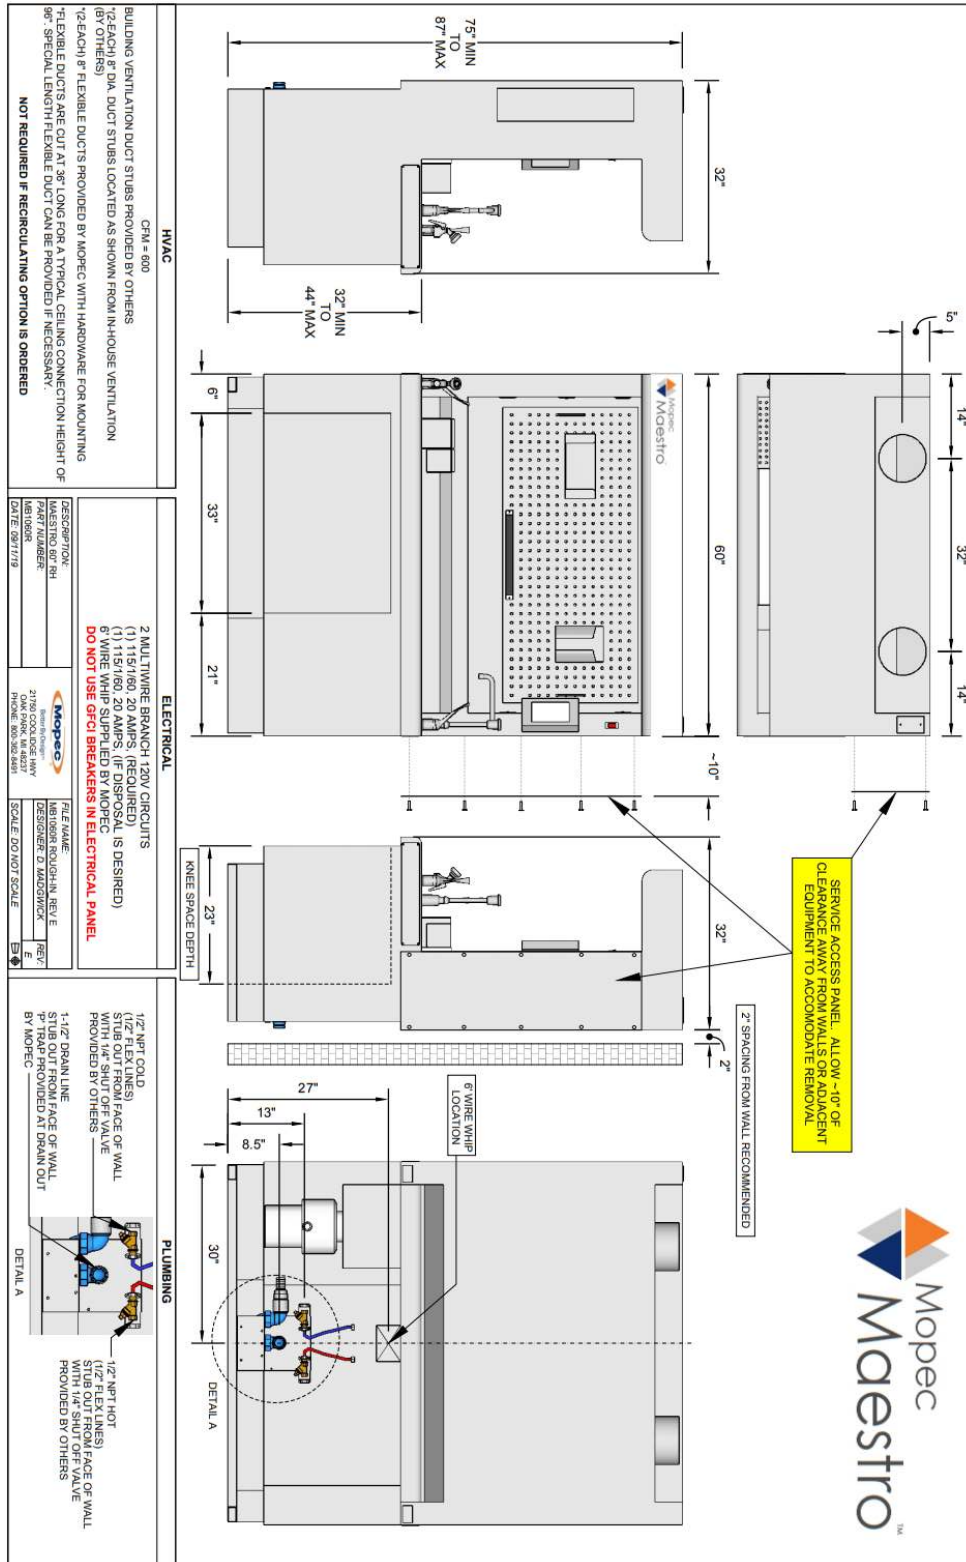 Mopec
Maestro™
5"
14"
32"
14"
SERVICE ACCESS PANEL. ALLOW ~10" OF
CLEARANCE AWAY FROM WALLS OR ADJACENT
EQUIPMENT TO ACCOMODATE REMOVAL
75" MIN
TO
87" MAX
32"
32" MIN
TO
44" MAX
Mopec
Maestro
60"
6"
33"
21"
~10"
32"
23"
KNEE SPACE DEPTH
2"
2" SPACING FROM WALL RECOMMENDED
6' WIRE WHIP
LOCATION
27"
13"
8.5"
30"
DETAIL A
HVAC
CFM = 600
BUILDING VENTILATION DUCT STUBS PROVIDED BY OTHERS
*(2-EACH) 8" DIA. DUCT STUBS LOCATED AS SHOWN FROM IN-HOUSE VENTILATION
(BY OTHERS)
*(2-EACH) 8" FLEXIBLE DUCTS PROVIDED BY MOPEC WITH HARDWARE FOR MOUNTING
*FLEXIBLE DUCTS ARE CUT AT 36" LONG FOR A TYPICAL CEILING CONNECTION HEIGHT OF
96". SPECIAL LENGTH FLEXIBLE DUCT CAN BE PROVIDED IF NECESSARY.
NOT REQUIRED IF RECIRCULATING OPTION IS ORDERED
ELECTRICAL
2 MULTIWIRE BRANCH 120V CIRCUITS
(1) 115/1/60, 20 AMPS, (REQUIRED)
(1) 115/1/60, 20 AMPS, (IF DISPOSAL IS DESIRED)
6' WIRE WHIP SUPPLIED BY MOPEC
DO NOT USE GFCI BREAKERS IN ELECTRICAL PANEL
DESCRIPTION:
MAESTRO 60" RH
PART NUMBER:
MB1060R
DATE: 09/11/19
Mopec
BetterByDesign™
21750 COOLIDGE HWY
OAK PARK, MI 48237
PHONE: 800-362-8491
FILE NAME:
MB1060R ROUGH-IN REV E
DESIGNER: D. MADGWICK
REV:
E
SCALE: DO NOT SCALE
PLUMBING
1/2" NPT COLD
(1/2" FLEX LINES)
STUB OUT FROM FACE OF WALL
WITH 1/4" SHUT OFF VALVE
PROVIDED BY OTHERS
1-1/2" DRAIN LINE
STUB OUT FROM FACE OF WALL
'P' TRAP PROVIDED AT DRAIN OUT
BY MOPEC
1/2" NPT HOT
(1/2" FLEX LINES)
STUB OUT FROM FACE OF WALL
WITH 1/4" SHUT OFF VALVE
PROVIDED BY OTHERS
DETAIL A